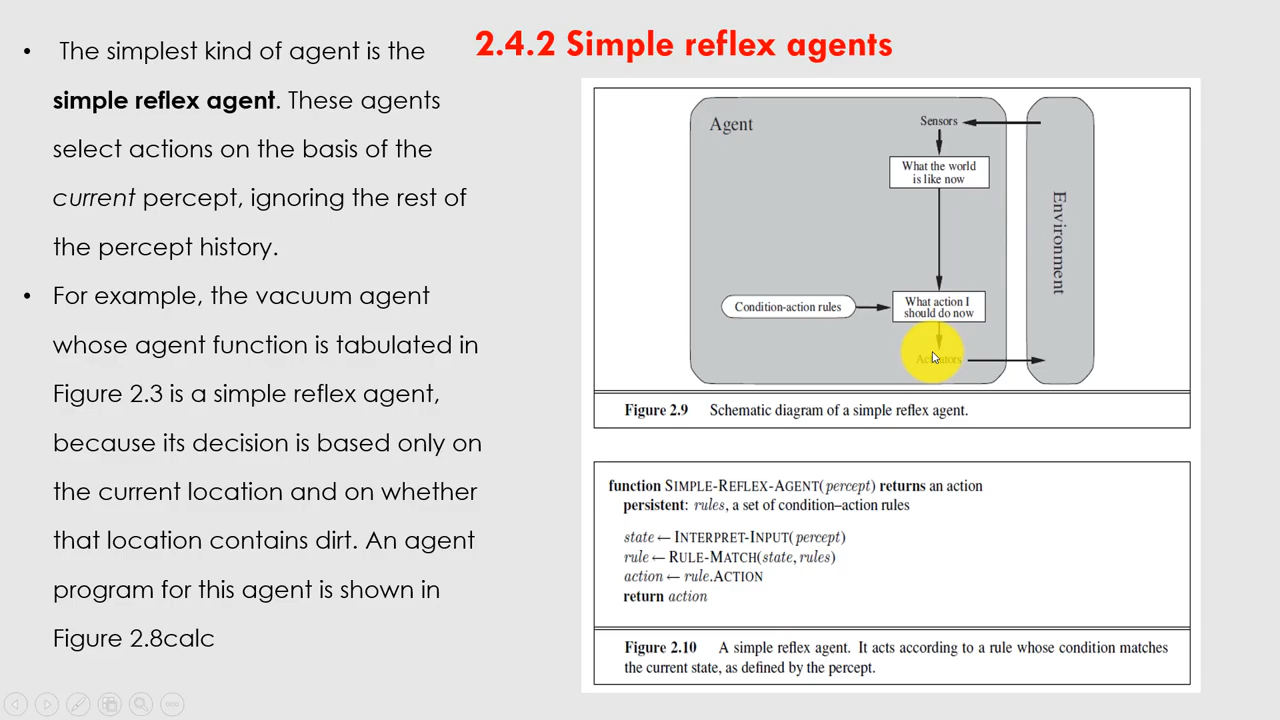 2.4.2 Simple reflex agents
• The simplest kind of agent is the
simple reflex agent. These agents
select actions on the basis of the
current percept, ignoring the rest of
the percept history.
• For example, the vacuum agent
whose agent function is tabulated in
Figure 2.3 is a simple reflex agent,
because its decision is based only on
the current location and on whether
that location contains dirt. An agent
program for this agent is shown in
Figure 2.8calc
Agent
Sensors
What the world
is like now
Environment
Condition-action rules
What action I
should do now
Actuators
Figure 2.9 Schematic diagram of a simple reflex agent.
function SIMPLE-REFLEX-AGENT(percept) returns an action
persistent: rules, a set of condition–action rules
state ← INTERPRET-INPUT(percept)
rule ← RULE-MATCH(state, rules)
action ← rule.ACTION
return action
Figure 2.10 A simple reflex agent. It acts according to a rule whose condition matches
the current state, as defined by the percept.